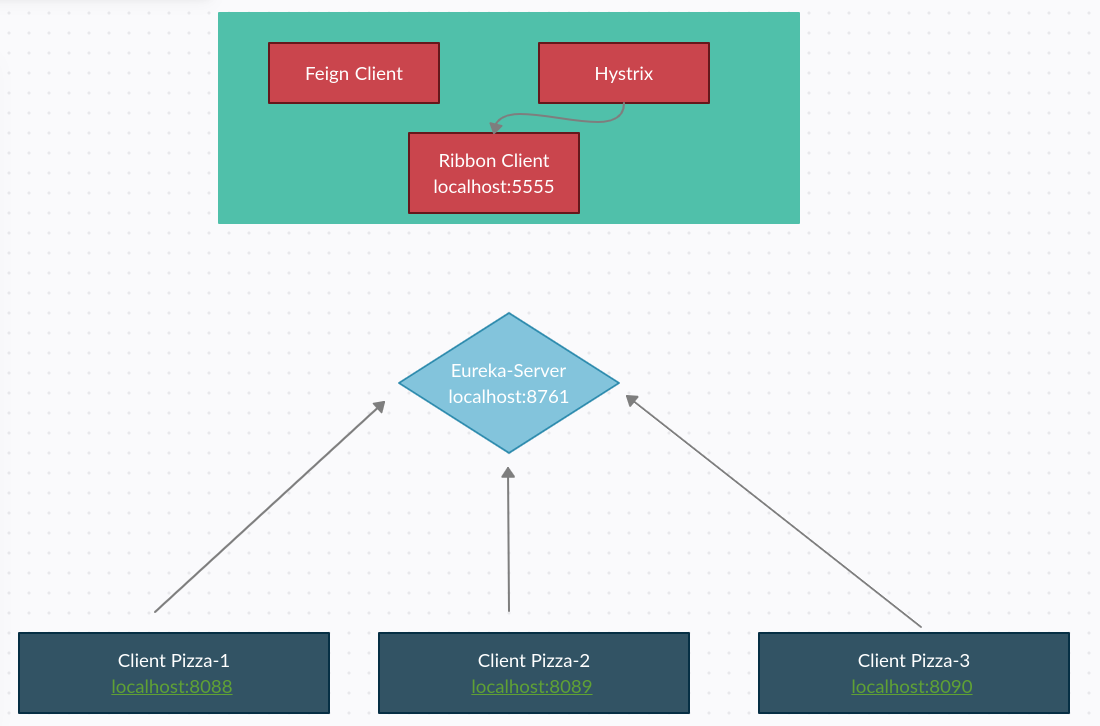 Feign Client
Hystrix
Ribbon Client
localhost:5555
Eureka-Server
localhost:8761
Client Pizza-1
localhost:8088
Client Pizza-2
localhost:8089
Client Pizza-3
localhost:8090